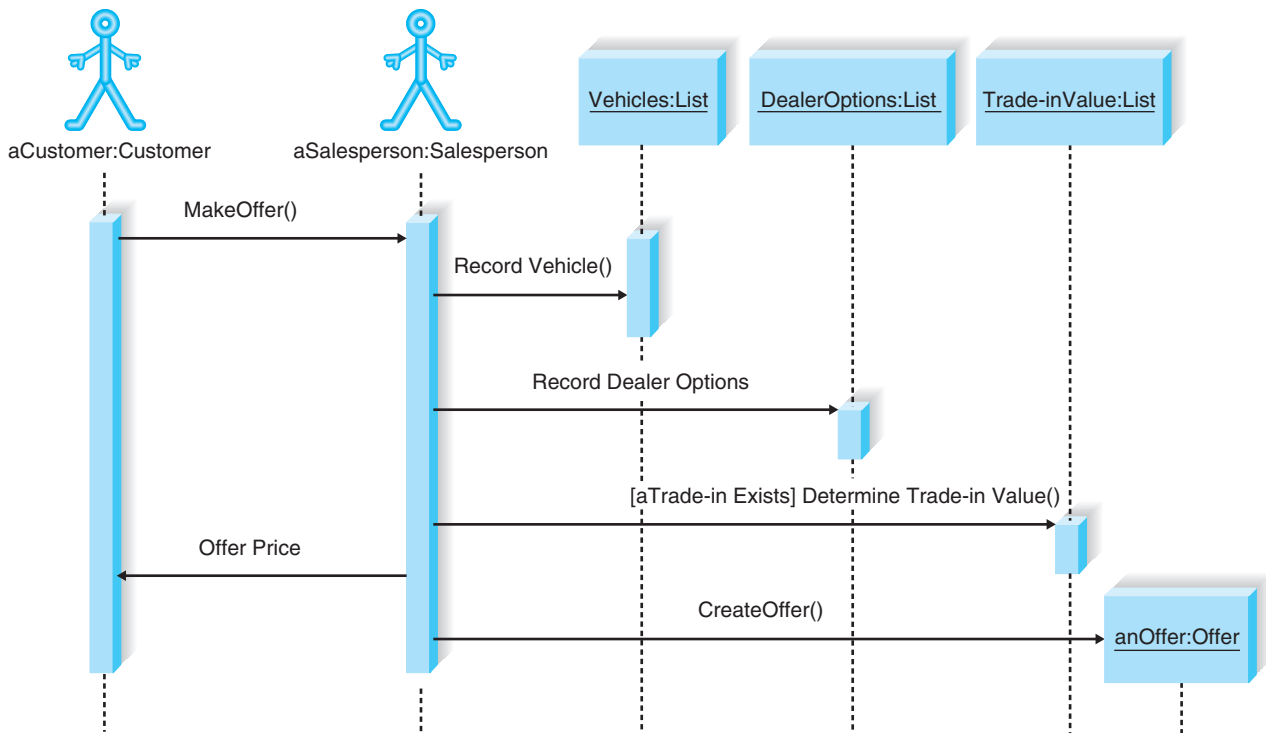 Vehicles:List
DealerOptions:List
Trade-inValue:List
aCustomer:Customer
aSalesperson:Salesperson
MakeOffer()
Record Vehicle()
Record Dealer Options
[aTrade-in Exists] Determine Trade-in Value()
Offer Price
CreateOffer()
anOffer:Offer